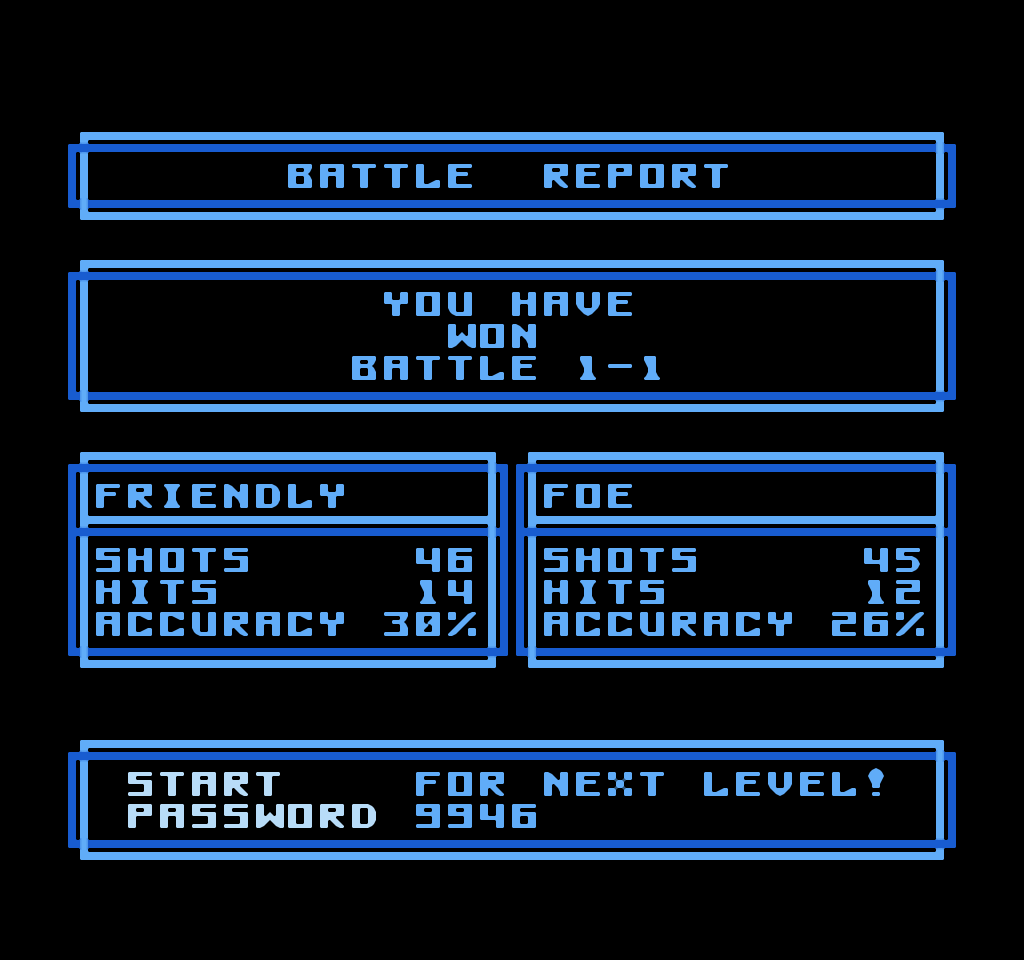 BATTLE REPORT
YOU HAVE
WON
BATTLE 1-1
FRIENDLY
SHOTS 46
HITS 14
ACCURACY 30%
FOE
SHOTS 45
HITS 12
ACCURACY 26%
START FOR NEXT LEVEL!
PASSWORD 9946